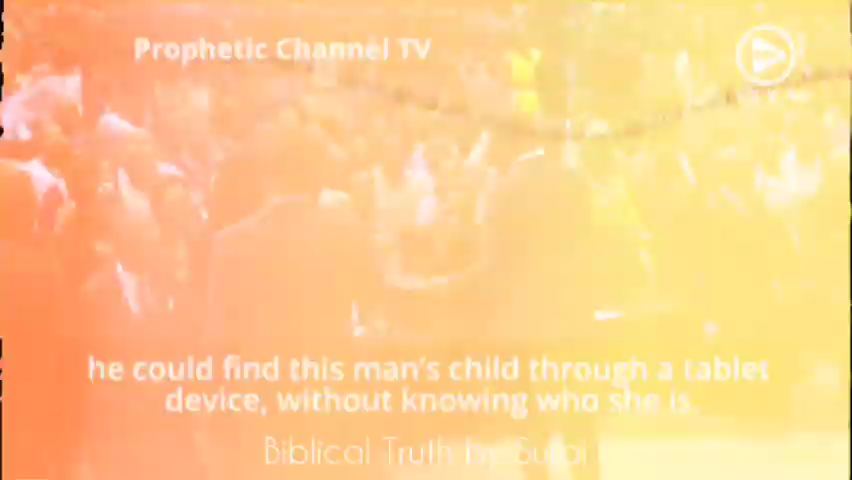 Prophetic Channel TV
he could find this man's child through a tablet
device, without knowing who she is.
Biblical Truth by